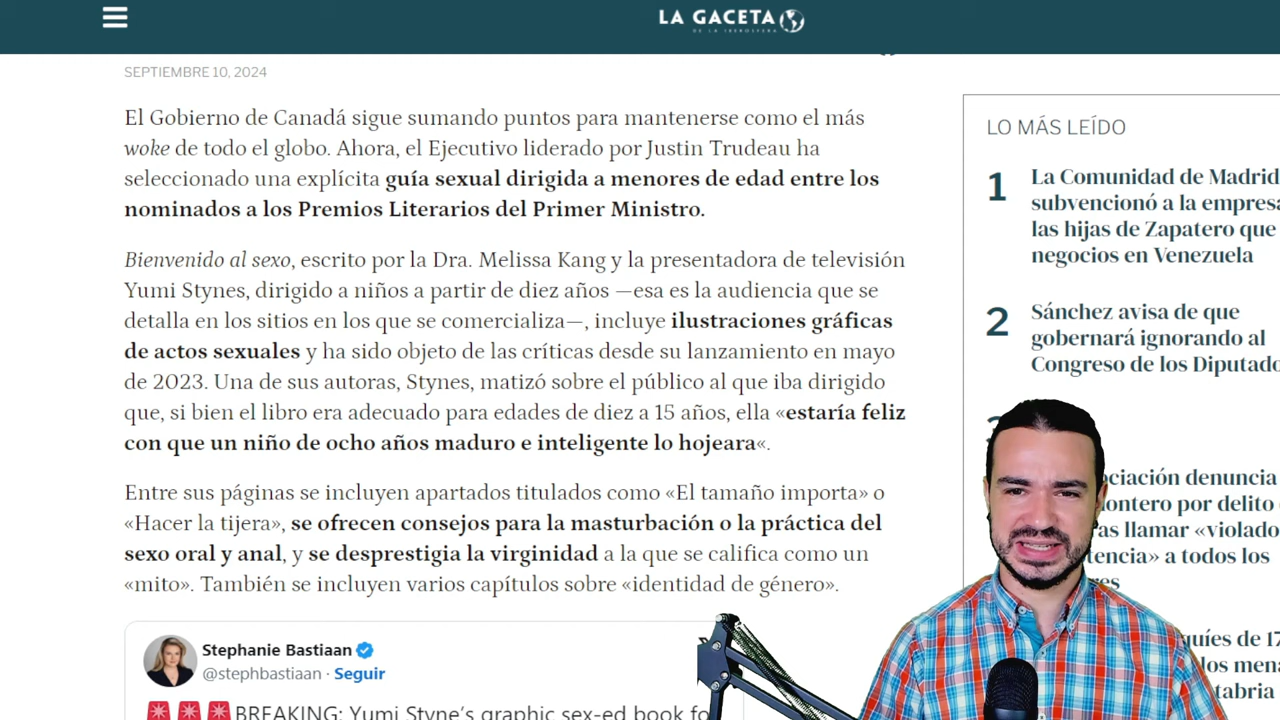 LA GACETA
DE LA IBEROSFERA
SEPTIEMBRE 10, 2024
El Gobierno de Canadá sigue sumando puntos para mantenerse como el más
woke de todo el globo. Ahora, el Ejecutivo liderado por Justin Trudeau ha
seleccionado una explícita guía sexual dirigida a menores de edad entre los
nominados a los Premios Literarios del Primer Ministro.
Bienvenido al sexo, escrito por la Dra. Melissa Kang y la presentadora de televisión
Yumi Stynes, dirigido a niños a partir de diez años —esa es la audiencia que se
detalla en los sitios en los que se comercializa—, incluye ilustraciones gráficas
de actos sexuales y ha sido objeto de las críticas desde su lanzamiento en mayo
de 2023. Una de sus autoras, Stynes, matizó sobre el público al que iba dirigido
que, si bien el libro era adecuado para edades de diez a 15 años, ella «estaría feliz
con que un niño de ocho años maduro e inteligente lo hojeara«.
Entre sus páginas se incluyen apartados titulados como «El tamaño importa» o
«Hacer la tijera», se ofrecen consejos para la masturbación o la práctica del
sexo oral y anal, y se desprestigia la virginidad a la que se califica como un
«mito». También se incluyen varios capítulos sobre «identidad de género».
Stephanie Bastiaan
@stephbastiaan · Seguir
BREAKING: Yumi Styne's graphic sex-ed book fo
LO MÁS LEÍDO
1
La Comunidad de Madrid
subvencionó a la empresa
las hijas de Zapatero que
negocios en Venezuela
2
Sánchez avisa de que
gobernará ignorando al
Congreso de los Diputado
ociación denuncia
ontero por delito
ras llamar «violado
tencia» a todos los
res
quíes de 17
los mena
tabria